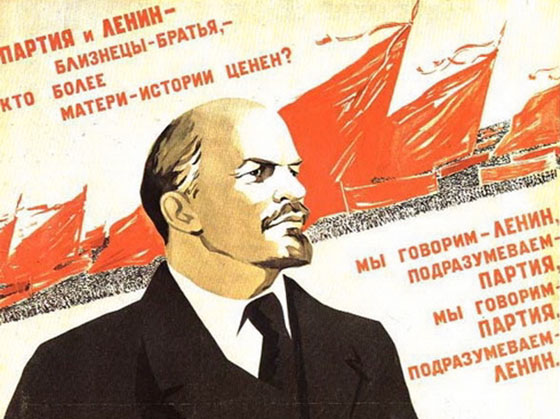 ПАРТИЯ И ЛЕНИН-
БЛИЗНЕЦЫ-БРАТЬЯ,-
КТО БОЛЕЕ
МАТЕРИ-ИСТОРИИ ЦЕНЕН?
МЫ ГОВОРИМ-ЛЕНИН,
ПОДРАЗУМЕВАЕМ-
ПАРТИЯ.
МЫ ГОВОРИМ-
ПАРТИЯ,
ПОДРАЗУМЕВАЕМ-
ЛЕНИН.